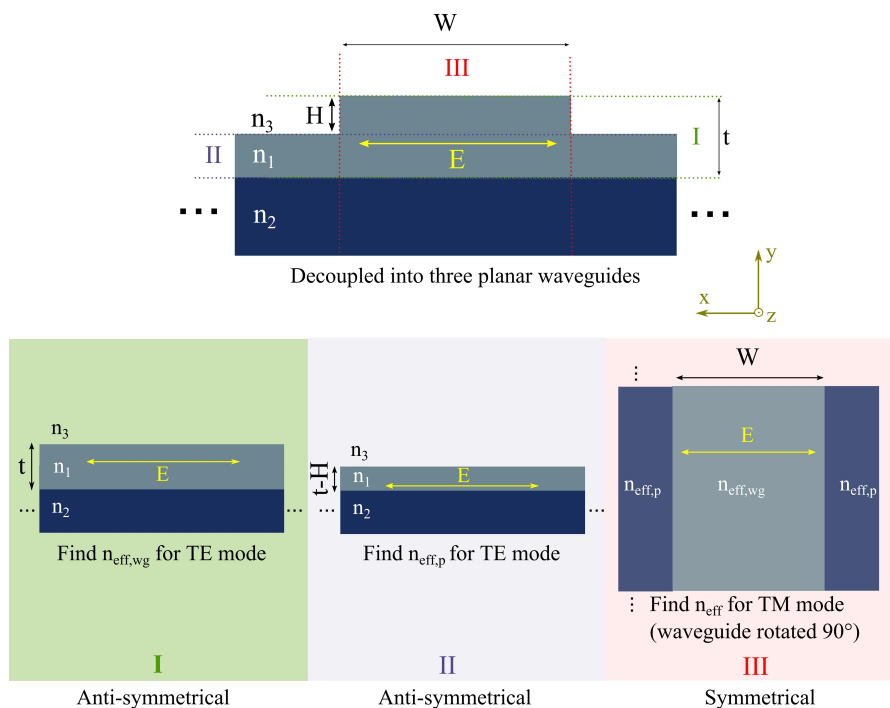 W
III
H
n3
I
t
II
n1
E
n2
... ...
Decoupled into three planar waveguides
y
x
z
W
n3
t
n1
E
n2
... ...
Find neff,wg for TE mode
I
Anti-symmetrical
n3
t-H
n1
E
n2
...
Find neff,p for TE mode
II
Anti-symmetrical
E
neff,p neff,wg neff,p
Find neff for TM mode
(waveguide rotated 90°)
III
Symmetrical